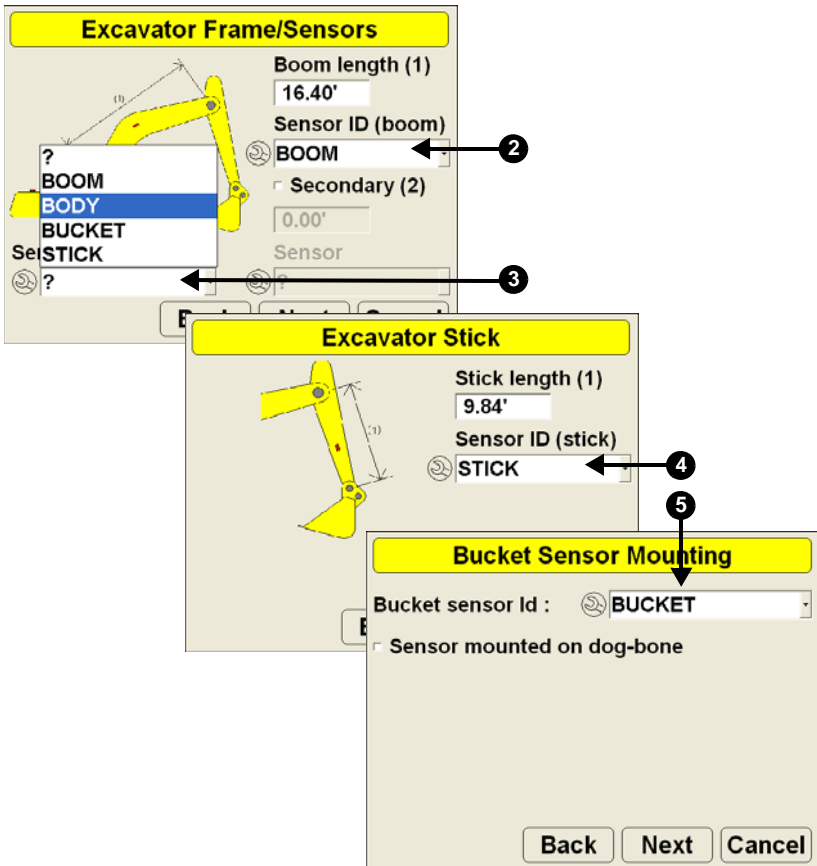 Excavator Frame/Sensors
Boom length (1)
(1)
16.40'
Sensor ID (boom)
BOOM
2
Secondary (2)
0.00'
Sensor
?
?
BOOM
BODY
BUCKET
STICK
?
3
Excavator Stick
Stick length (1)
(1)
9.84'
Sensor ID (stick)
STICK
4
5
Bucket Sensor Mounting
Bucket sensor Id :
BUCKET
Sensor mounted on dog-bone
Back Next Cancel